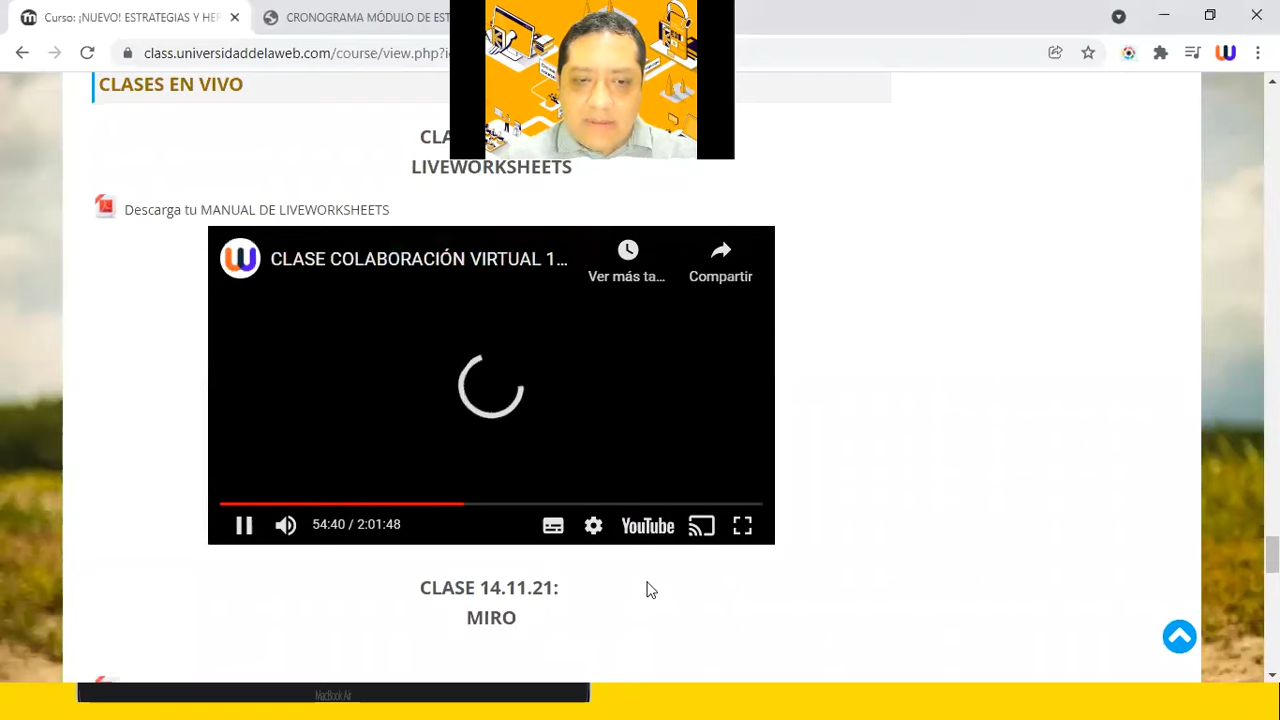 Curso: ¡NUEVO! ESTRATEGIAS Y HER
CRONOGRAMA MÓDULO DE EST
class.universidaddelaweb.com/course/view.php?i
CLASES EN VIVO
CLA
LIVEWORKSHEETS
Descarga tu MANUAL DE LIVEWORKSHEETS
CLASE COLABORACIÓN VIRTUAL 1...
Ver más ta...
Compartir
54:40 / 2:01:48
YouTube
CLASE 14.11.21:
MIRO
MacBook Air